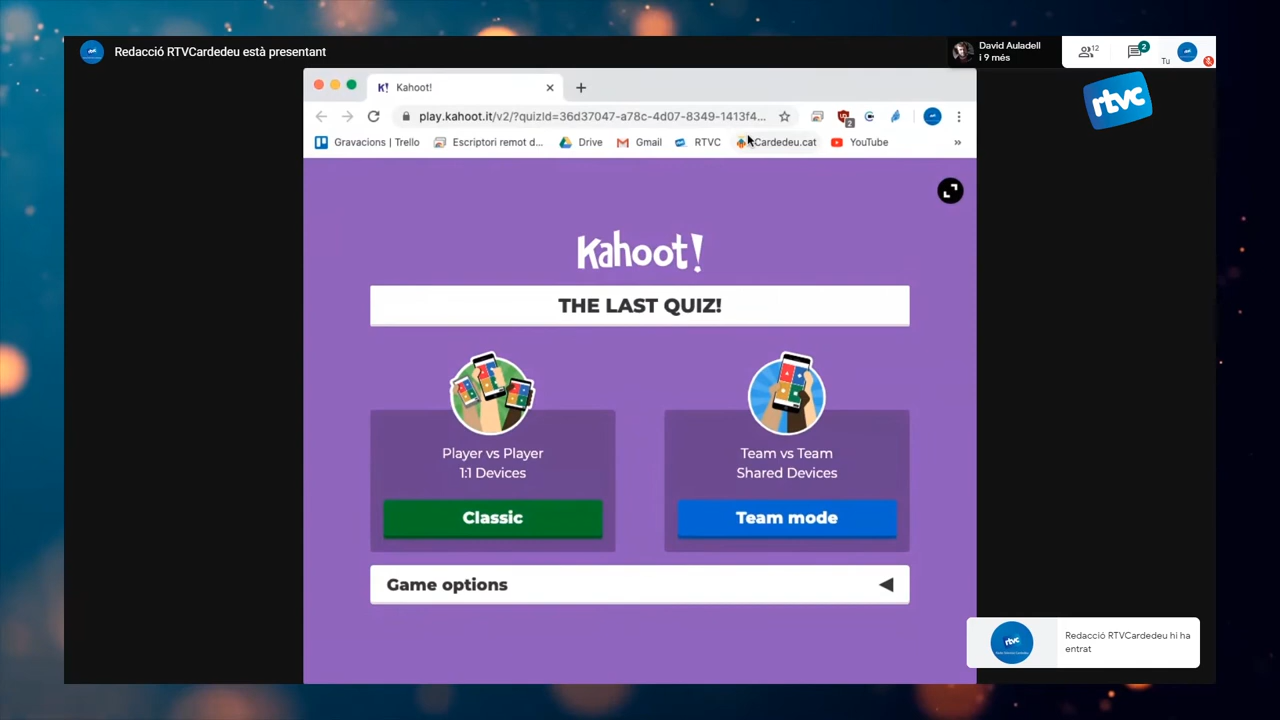 Redacció RTVCardedeu està presentant
David Auladell
i 9 més
12
2
Tu
rtvc
Kahoot!
play.kahoot.it/v2/?quizId=36d37047-a78c-4d07-8349-1413f4...
2
Gravacions | Trello
Escriptori remot d...
Drive
Gmail
RTVC
Cardedeu.cat
YouTube
»
Kahoot!
THE LAST QUIZ!
Player vs Player
1:1 Devices
Classic
Team vs Team
Shared Devices
Team mode
Game options
rtvc
Redacció RTVCardedeu hi ha
entrat